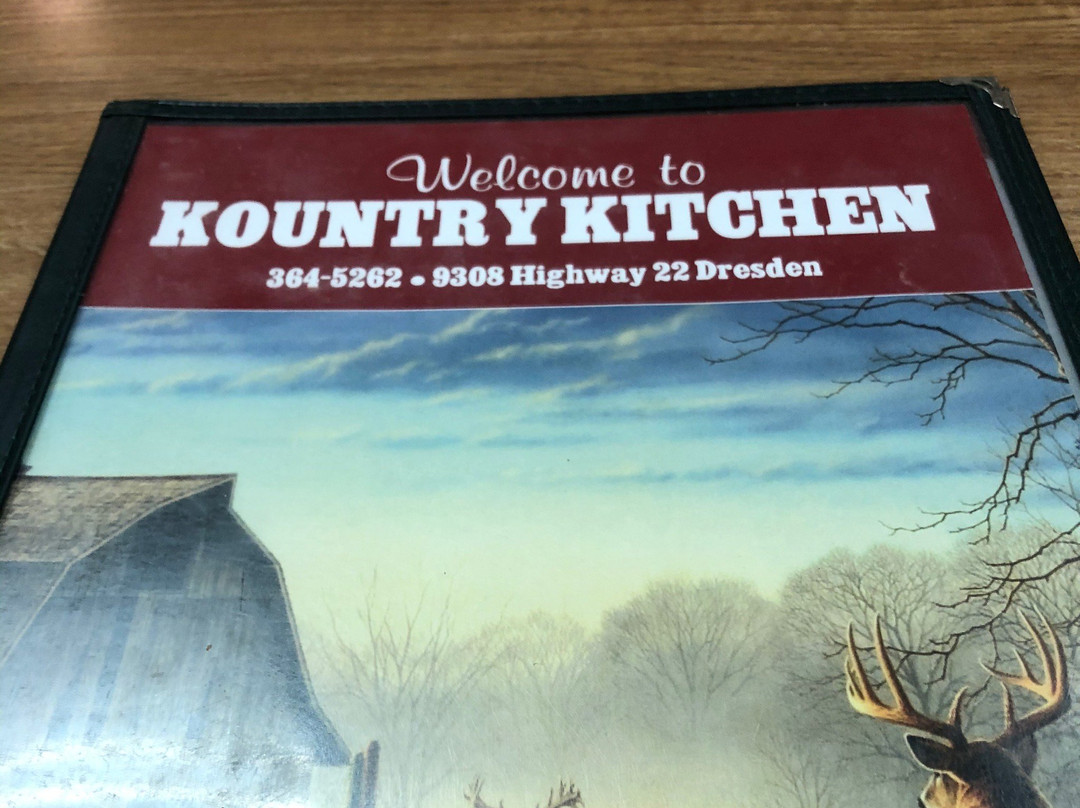 Welcome to
KOUNTRY KITCHEN
364-5262 • 9308 Highway 22 Dresden